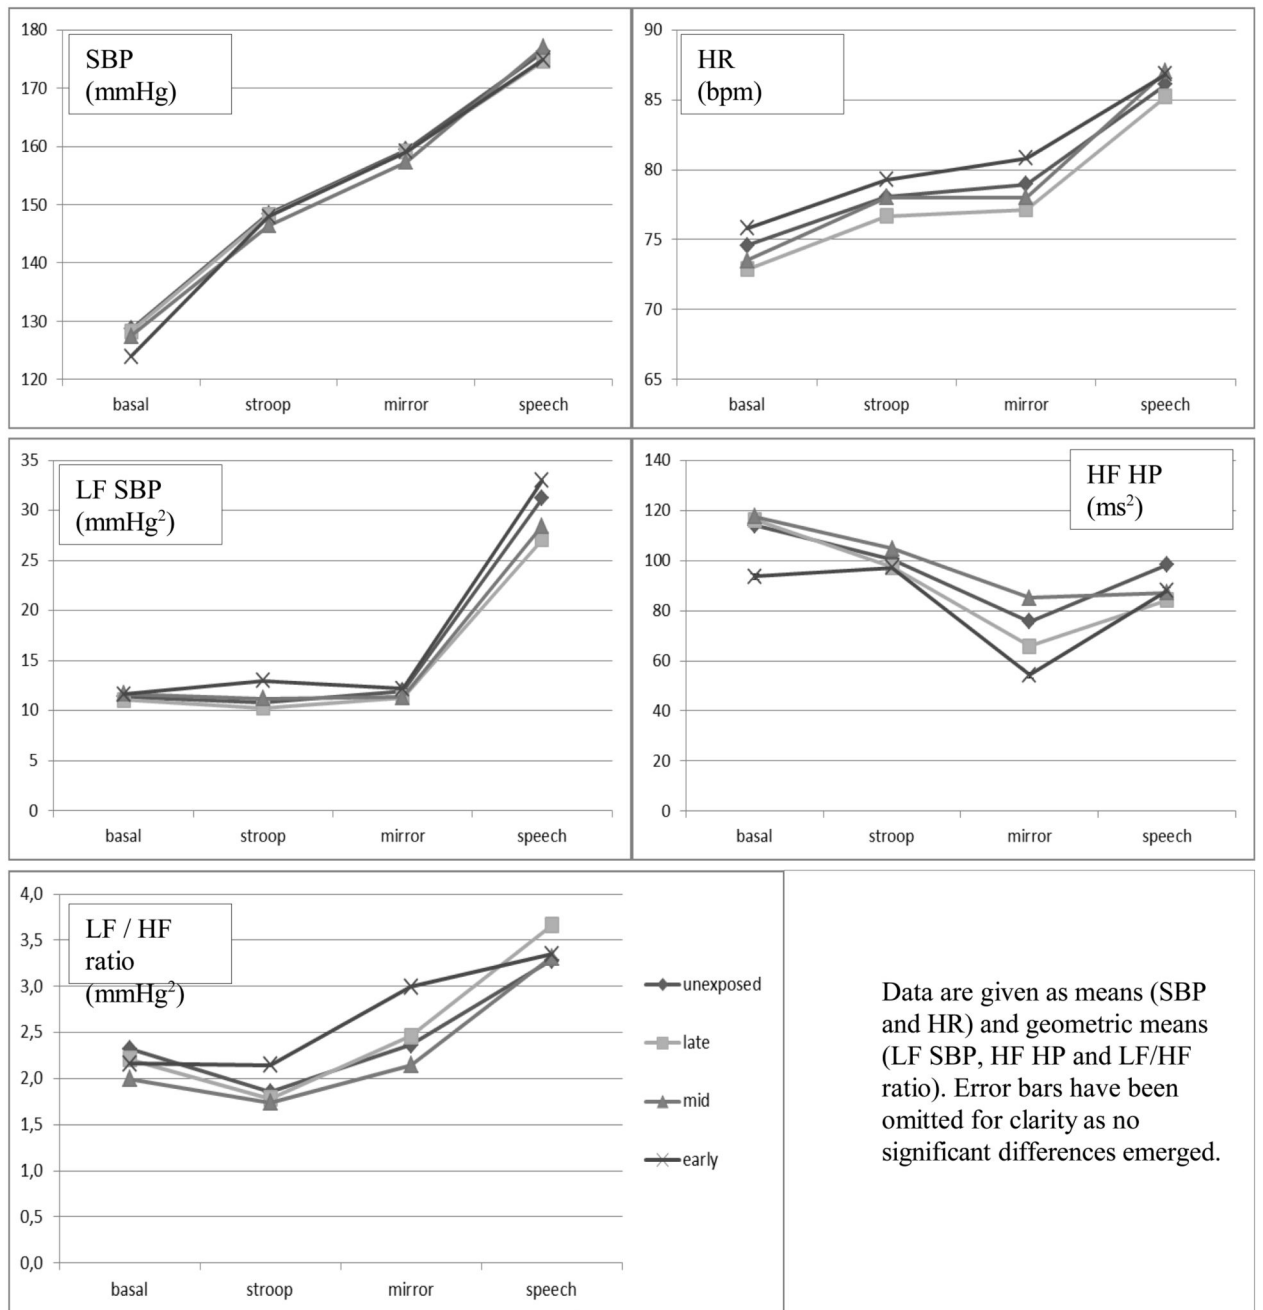 180
170
160
150
140
130
120
SBP
(mmHg)
basal stroop mirror speech
90
85
80
75
70
65
HR
(bpm)
basal stroop mirror speech
35
30
25
20
15
10
5
0
LF SBP
(mmHg²)
basal stroop mirror speech
140
120
100
80
60
40
20
0
HF HP
(ms²)
basal stroop mirror speech
4,0
3,5
3,0
2,5
2,0
1,5
1,0
0,5
0,0
LF / HF
ratio
(mmHg²)
basal stroop mirror speech
unexposed
late
mid
early
Data are given as means (SBP
and HR) and geometric means
(LF SBP, HF HP and LF/HF
ratio). Error bars have been
omitted for clarity as no
significant differences emerged.